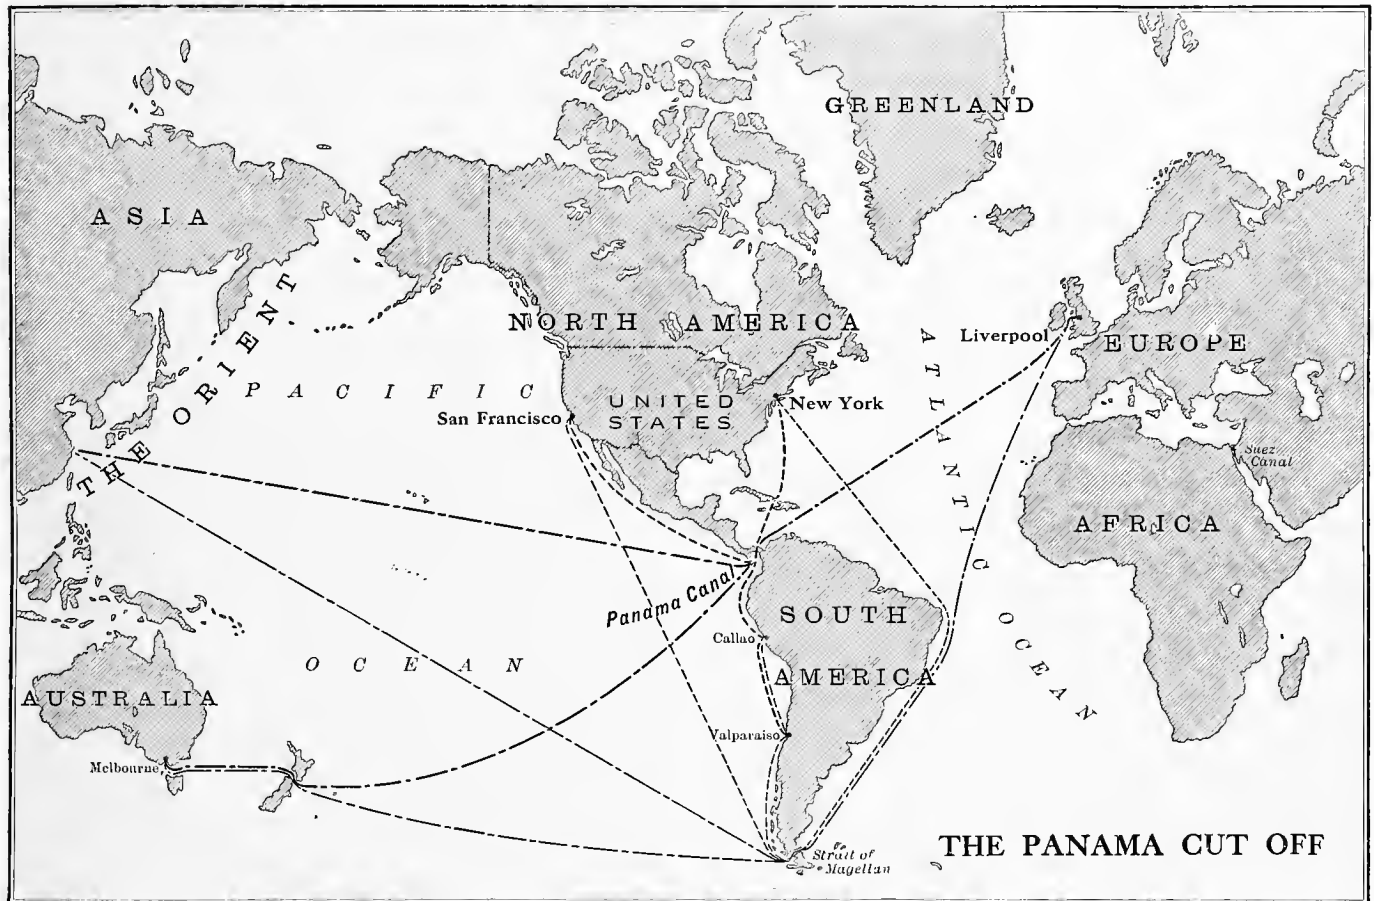 GREENLAND
ASIA
THE ORIENT
NORTH AMERICA
Liverpool
EUROPE
PACIFIC
UNITED
STATES
New York
San Francisco
ATLANTIC OCEAN
Suez
Canal
AFRICA
Panama Canal
SOUTH
AMERICA
Callao
OCEAN
AUSTRALIA
Valparaiso
Melbourne
Strait of
Magellan
THE PANAMA CUT OFF